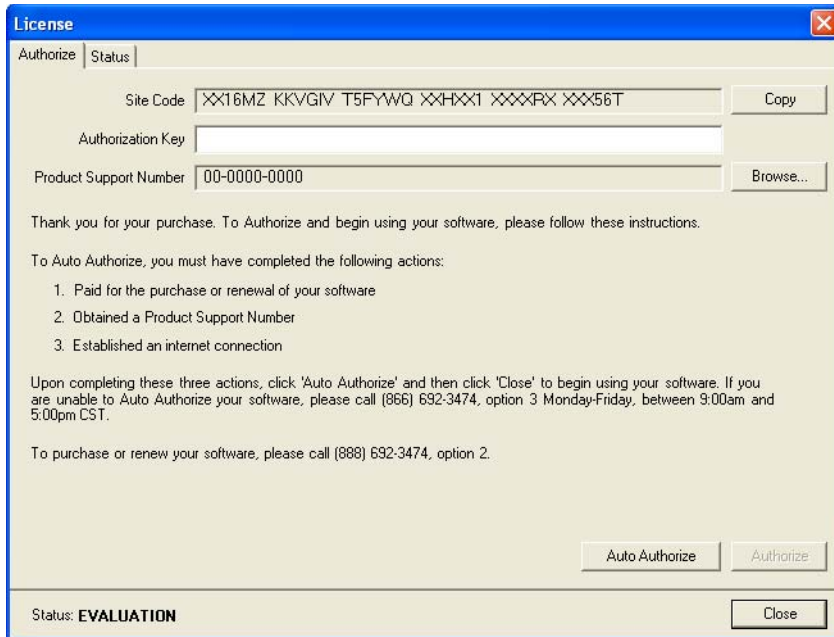 License
Authorize Status
Site Code XX16MZ KKVGIV T5FYWQ XXHXX1 XXXXRX XXX56T Copy
Authorization Key
Product Support Number 00-0000-0000 Browse...
Thank you for your purchase. To Authorize and begin using your software, please follow these instructions.
To Auto Authorize, you must have completed the following actions:
1. Paid for the purchase or renewal of your software
2. Obtained a Product Support Number
3. Established an internet connection
Upon completing these three actions, click 'Auto Authorize' and then click 'Close' to begin using your software. If you
are unable to Auto Authorize your software, please call (866) 692-3474, option 3 Monday-Friday, between 9:00am and
5:00pm CST.
To purchase or renew your software, please call (888) 692-3474, option 2.
Auto Authorize Authorize
Status: EVALUATION Close